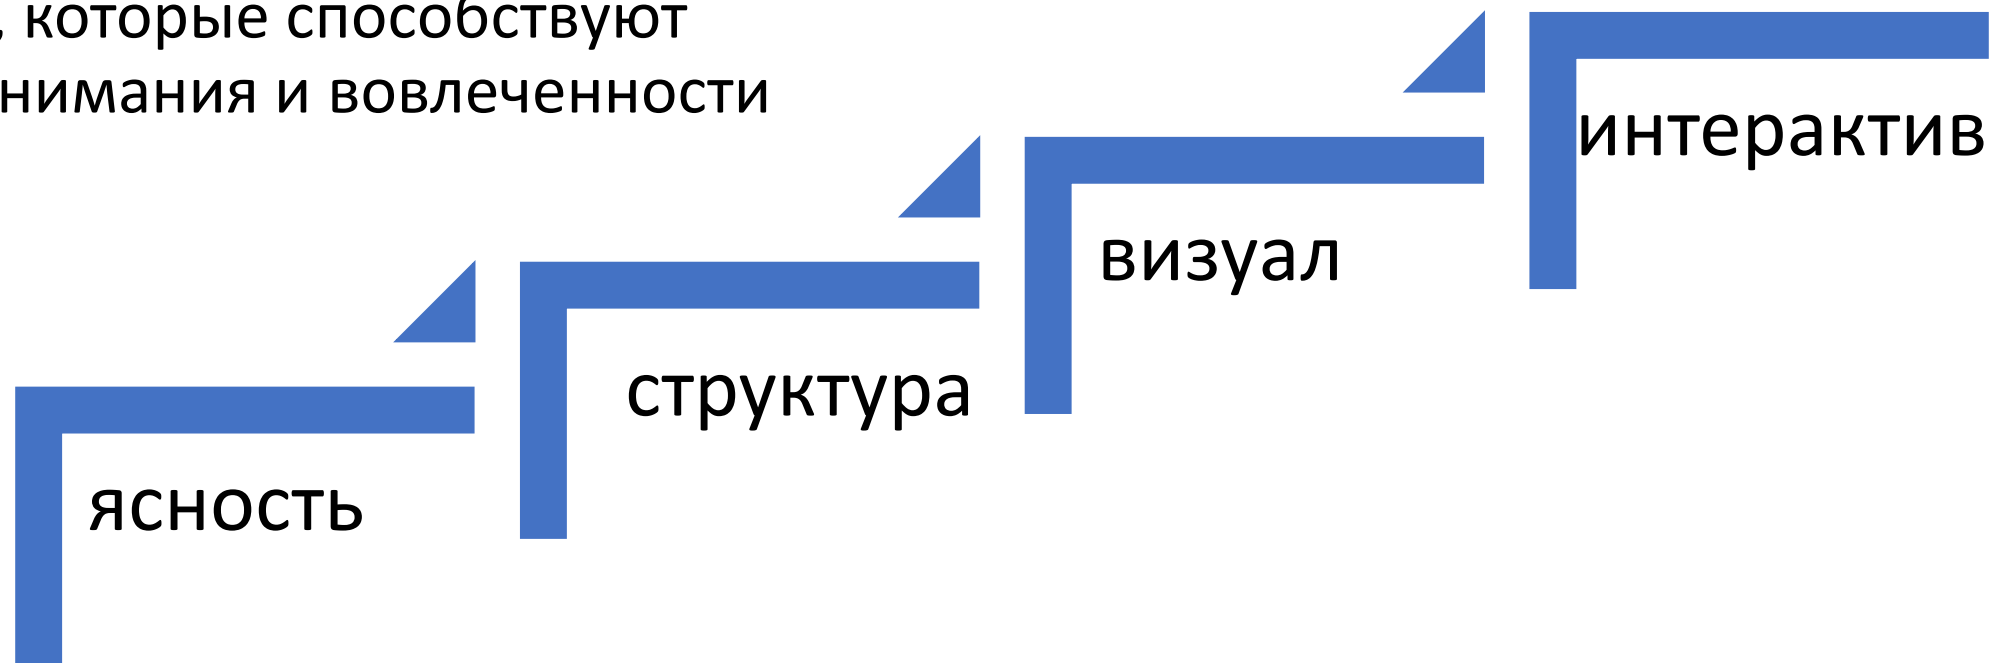 , которые способствуют
нимания и вовлеченности
интерактив
визуал
структура
ясность